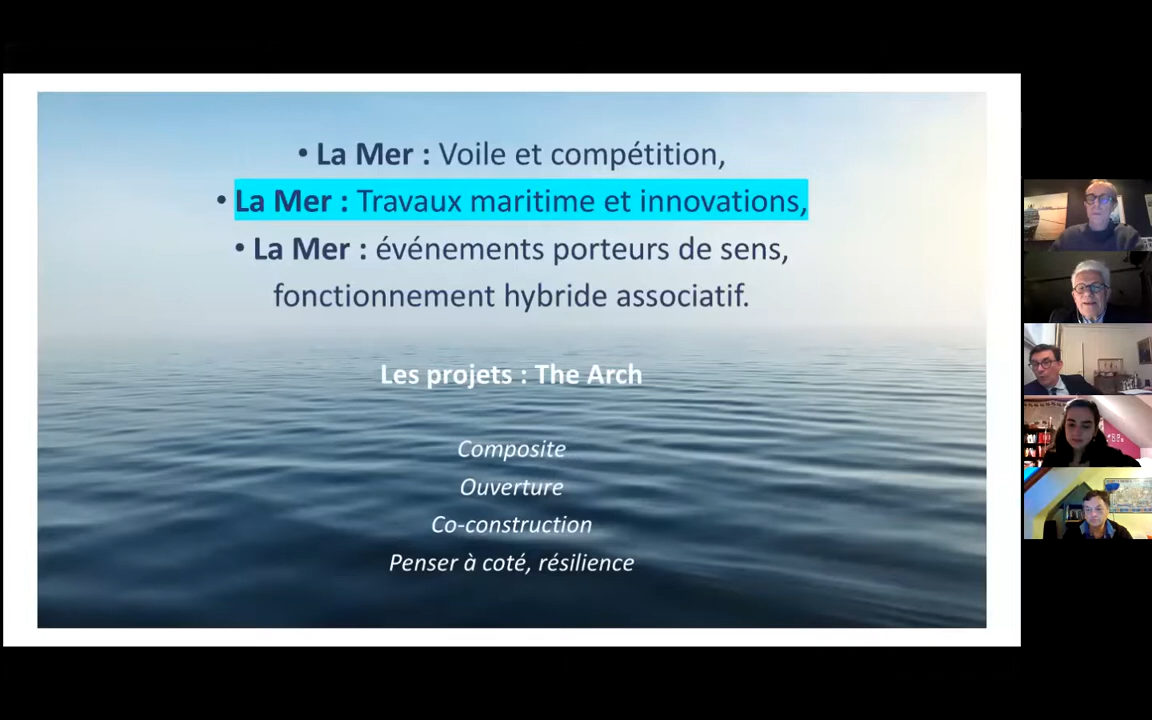 • La Mer : Voile et compétition,
• La Mer : Travaux maritime et innovations,
• La Mer : événements porteurs de sens,
fonctionnement hybride associatif.
Les projets : The Arch
Composite
Ouverture
Co-construction
Penser à coté, résilience